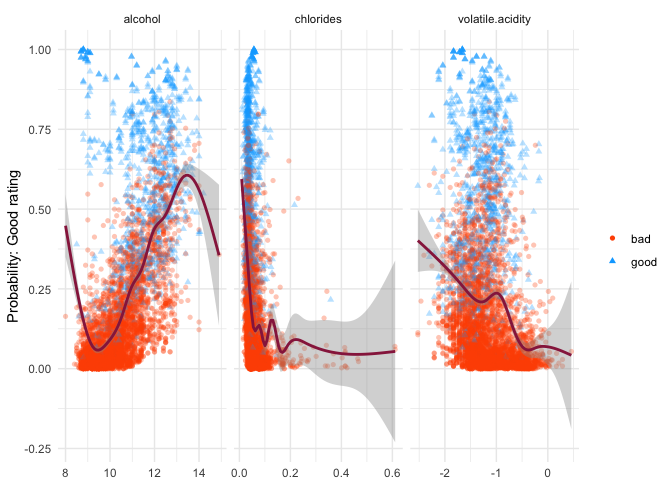 alcohol chlorides volatile.acidity
Probability: Good rating
1.00
0.75
0.50
0.25
0.00
-0.25
8 10 12 14 0.0 0.2 0.4 0.6 -2 -1 0
bad
good